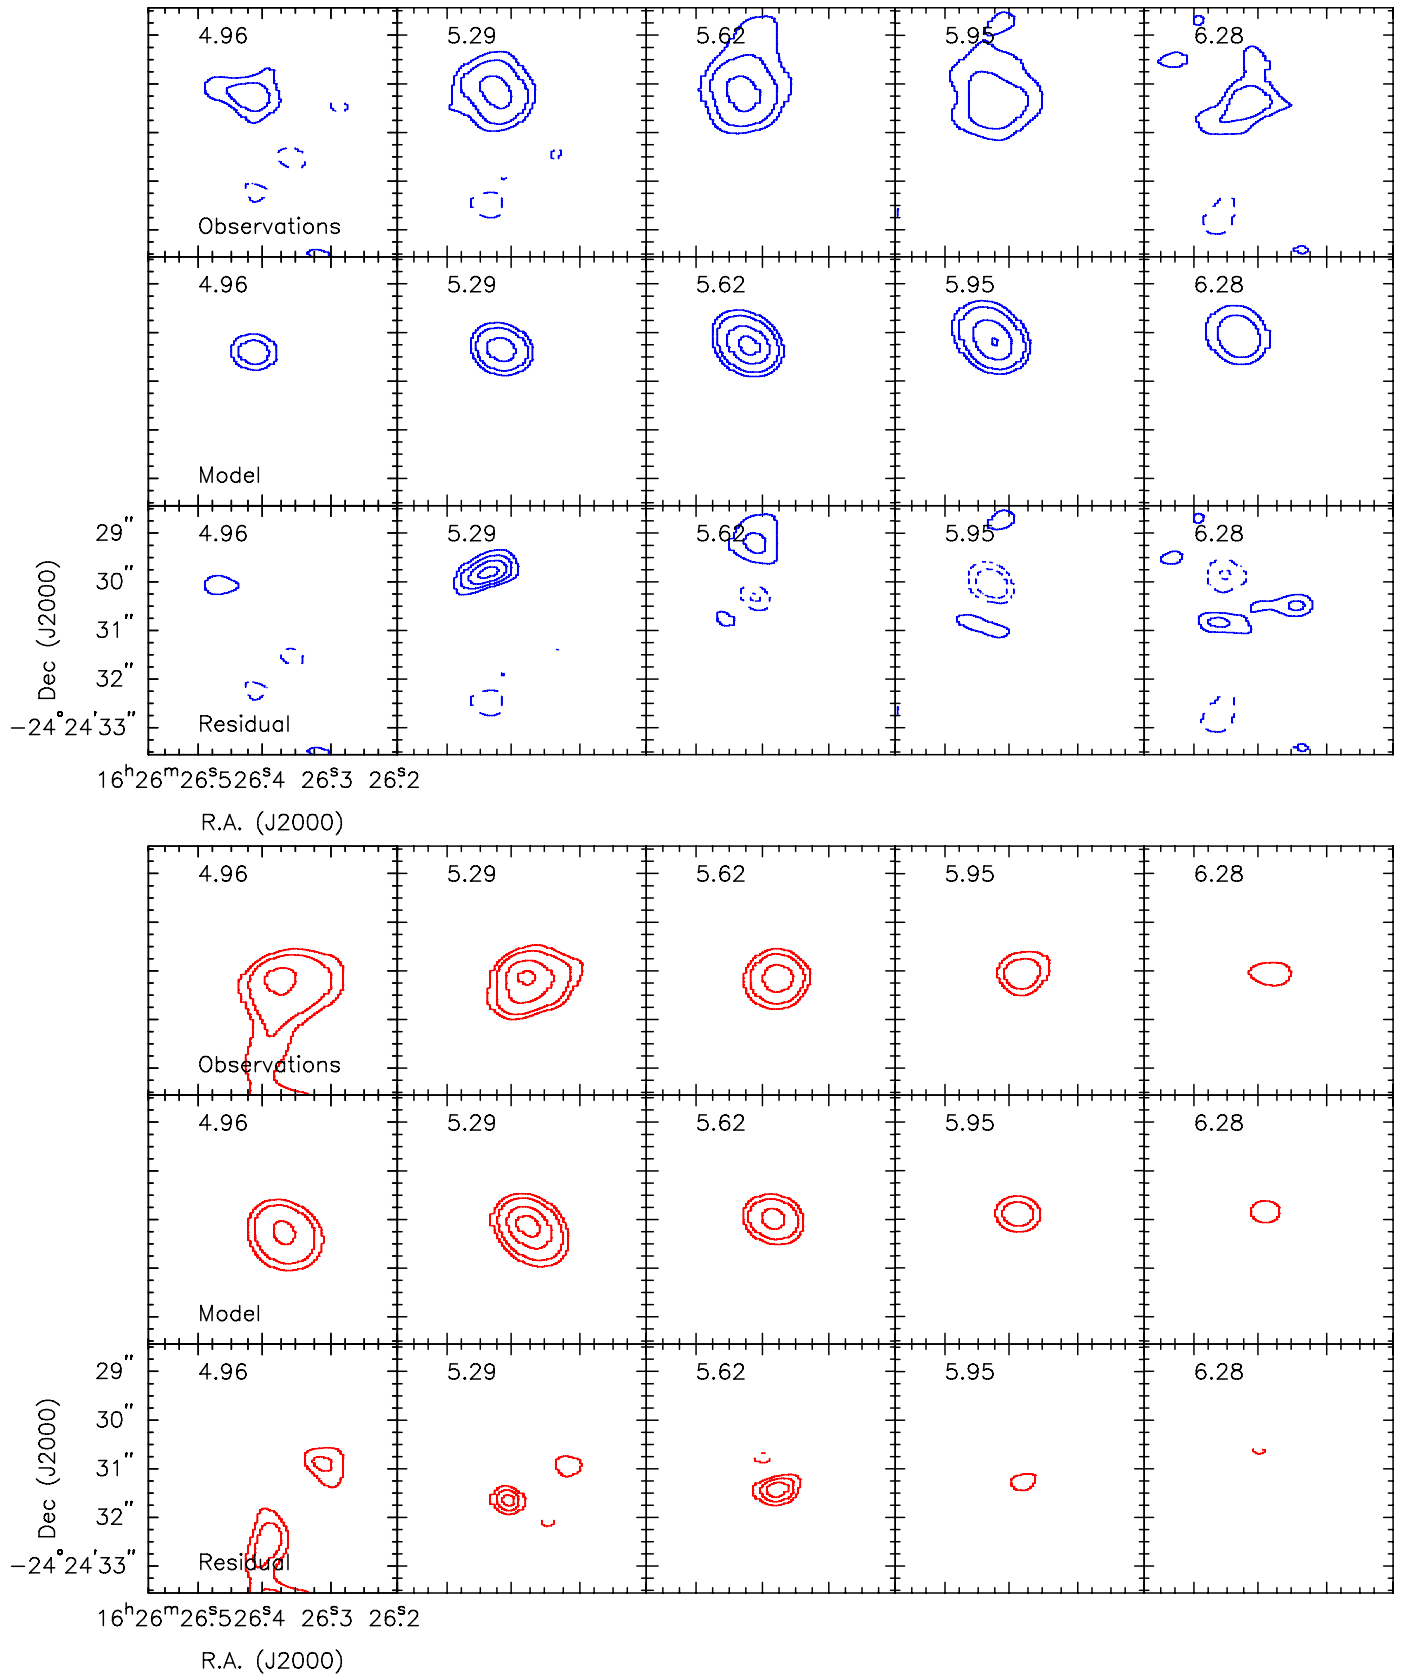 4.96 5.29 5.62 5.95 6.28
Observations
4.96 5.29 5.62 5.95 6.28
Model
29" 4.96 5.29 5.62 5.95 6.28
30"
31"
32"
−24°24'33" Residual
Dec (J2000)
16ʰ26ᵐ26ˢ.5 26ˢ.4 26ˢ.3 26ˢ.2
R.A. (J2000)
4.96 5.29 5.62 5.95 6.28
Observations
4.96 5.29 5.62 5.95 6.28
Model
29" 4.96 5.29 5.62 5.95 6.28
30"
31"
32"
−24°24'33" Residual
Dec (J2000)
16ʰ26ᵐ26ˢ.5 26ˢ.4 26ˢ.3 26ˢ.2
R.A. (J2000)